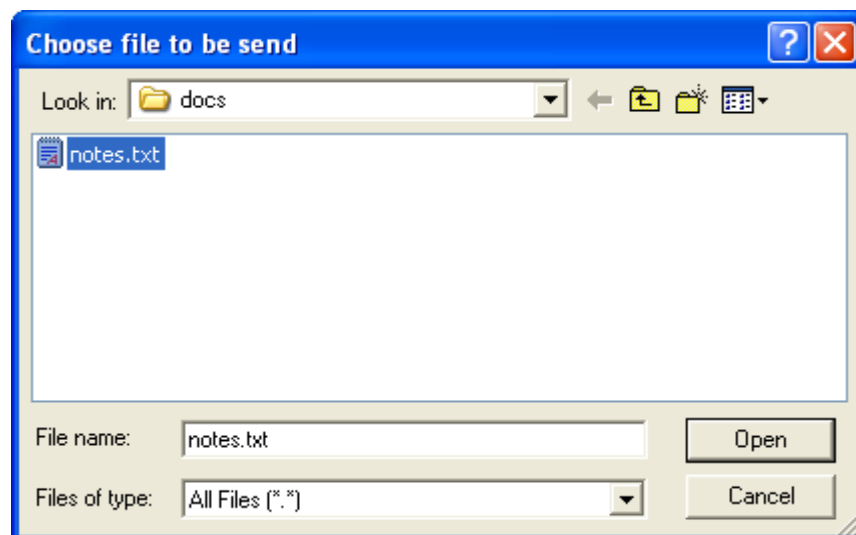 Choose file to be send
Look in: docs
notes.txt
File name: notes.txt Open
Files of type: All Files (*.*) Cancel